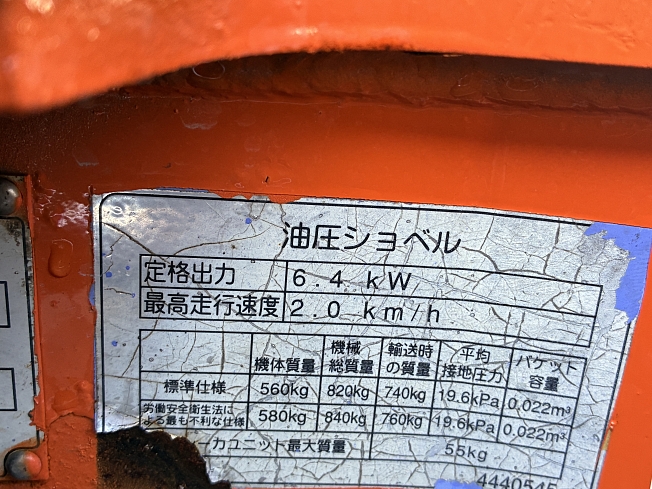 油圧ショベル
定格出力 6.4 kW
最高走行速度 2.0 km/h
機体質量 機械総質量 輸送時の質量 平均接地圧力 バケット容量
標準仕様 560kg 820kg 740kg 19.6kPa 0.022m³
労働安全衛生法による最も不利な仕様 580kg 840kg 760kg 19.6kPa 0.022m³
ーカユニット最大質量 55kg
4440545